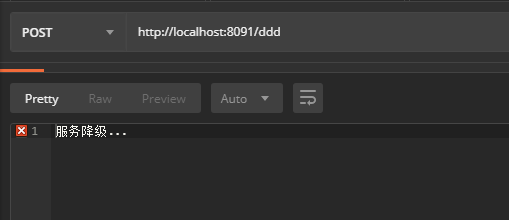 POST
http://localhost:8091/ddd
Pretty
Raw
Preview
Auto
1
服务降级...